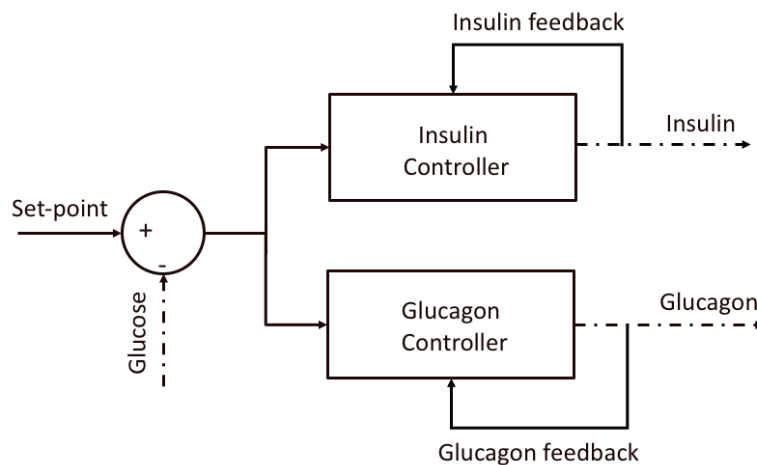 Insulin feedback
Insulin
Controller
Insulin
Set-point
+
-
Glucose
Glucagon
Controller
Glucagon
Glucagon feedback